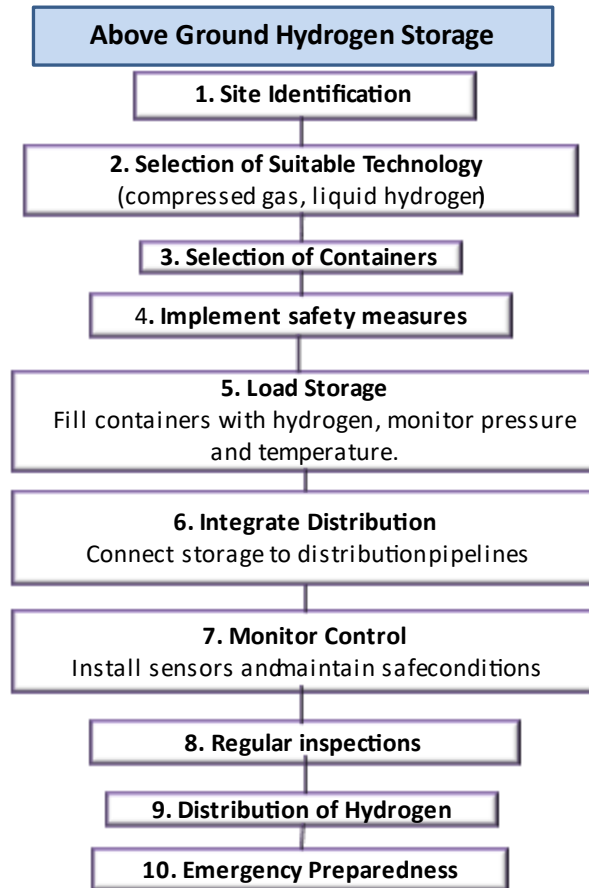 Above Ground Hydrogen Storage
1. Site Identification
2. Selection of Suitable Technology
(compressed gas, liquid hydrogen)
3. Selection of Containers
4. Implement safety measures
5. Load Storage
Fill containers with hydrogen, monitor pressure
and temperature.
6. Integrate Distribution
Connect storage to distributionpipelines
7. Monitor Control
Install sensors andmaintain safeconditions
8. Regular inspections
9. Distribution of Hydrogen
10. Emergency Preparedness